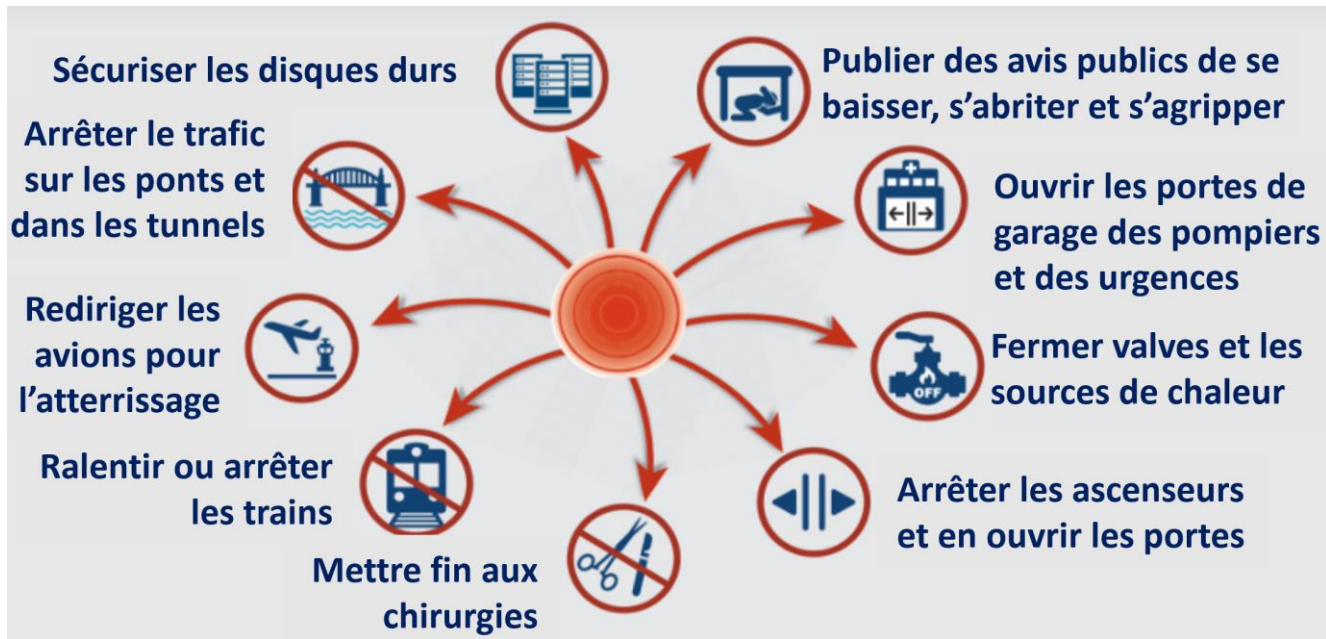 Sécuriser les disques durs
Publier des avis publics de se
baisser, s’abriter et s’agripper
Arrêter le trafic
sur les ponts et
dans les tunnels
Ouvrir les portes de
garage des pompiers
et des urgences
Rediriger les
avions pour
l’atterrissage
Fermer valves et les
sources de chaleur
OFF
Ralentir ou arrêter
les trains
Arrêter les ascenseurs
et en ouvrir les portes
Mettre fin aux
chirurgies